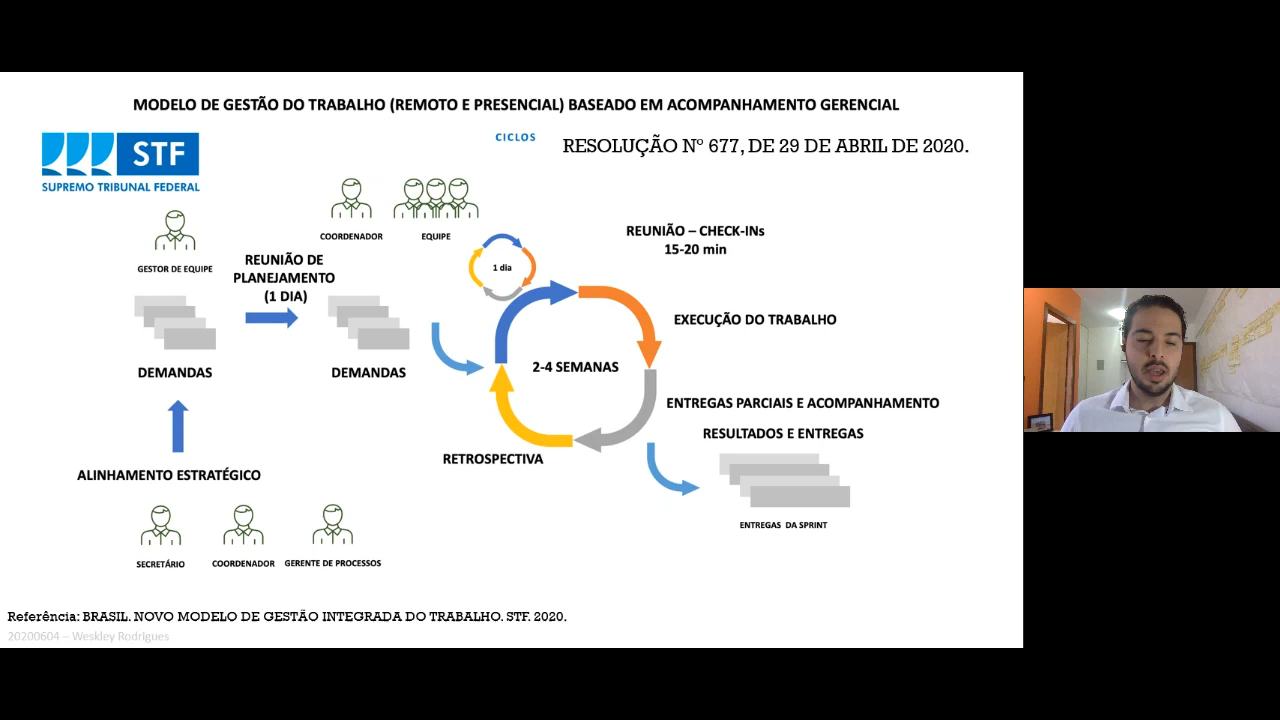 MODELO DE GESTÃO DO TRABALHO (REMOTO E PRESENCIAL) BASEADO EM ACOMPANHAMENTO GERENCIAL
CICLOS
RESOLUÇÃO Nº 677, DE 29 DE ABRIL DE 2020.
STF
SUPREMO TRIBUNAL FEDERAL
COORDENADOR
EQUIPE
REUNIÃO – CHECK-INs
15-20 min
GESTOR DE EQUIPE
REUNIÃO DE
PLANEJAMENTO
(1 DIA)
1 dia
EXECUÇÃO DO TRABALHO
DEMANDAS
DEMANDAS
2-4 SEMANAS
ENTREGAS PARCIAIS E ACOMPANHAMENTO
RESULTADOS E ENTREGAS
RETROSPECTIVA
ALINHAMENTO ESTRATÉGICO
ENTREGAS DA SPRINT
SECRETÁRIO
COORDENADOR
GERENTE DE PROCESSOS
Referência: BRASIL. NOVO MODELO DE GESTÃO INTEGRADA DO TRABALHO. STF. 2020.
20200604 – Weskley Rodrigues